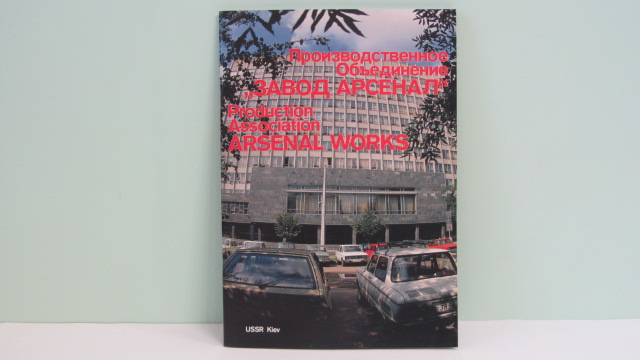 Производственное
Объединение
„ЗАВОД АРСЕНАЛ"
Production
Association
ARSENAL WORKS
USSR Kiev